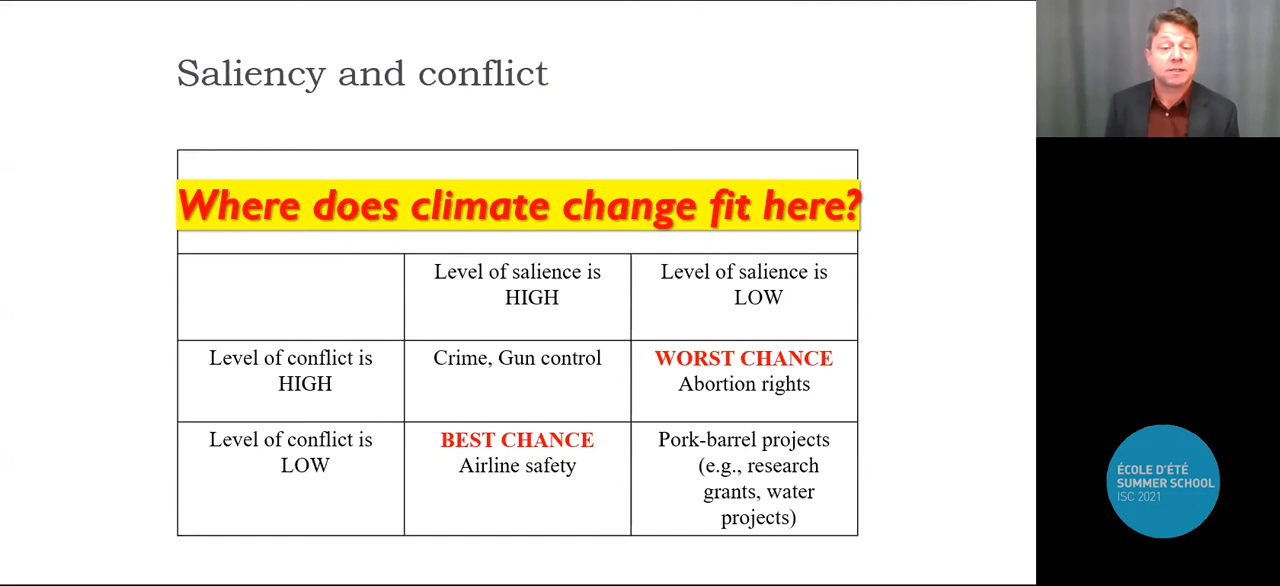 Saliency and conflict
Where does climate change fit here?
Level of salience is
HIGH
Level of salience is
LOW
Level of conflict is
HIGH
Crime, Gun control
WORST CHANCE
Abortion rights
Level of conflict is
LOW
BEST CHANCE
Airline safety
Pork-barrel projects
(e.g., research
grants, water
projects)
ÉCOLE D'ÉTÉ
SUMMER SCHOOL
ISC 2021